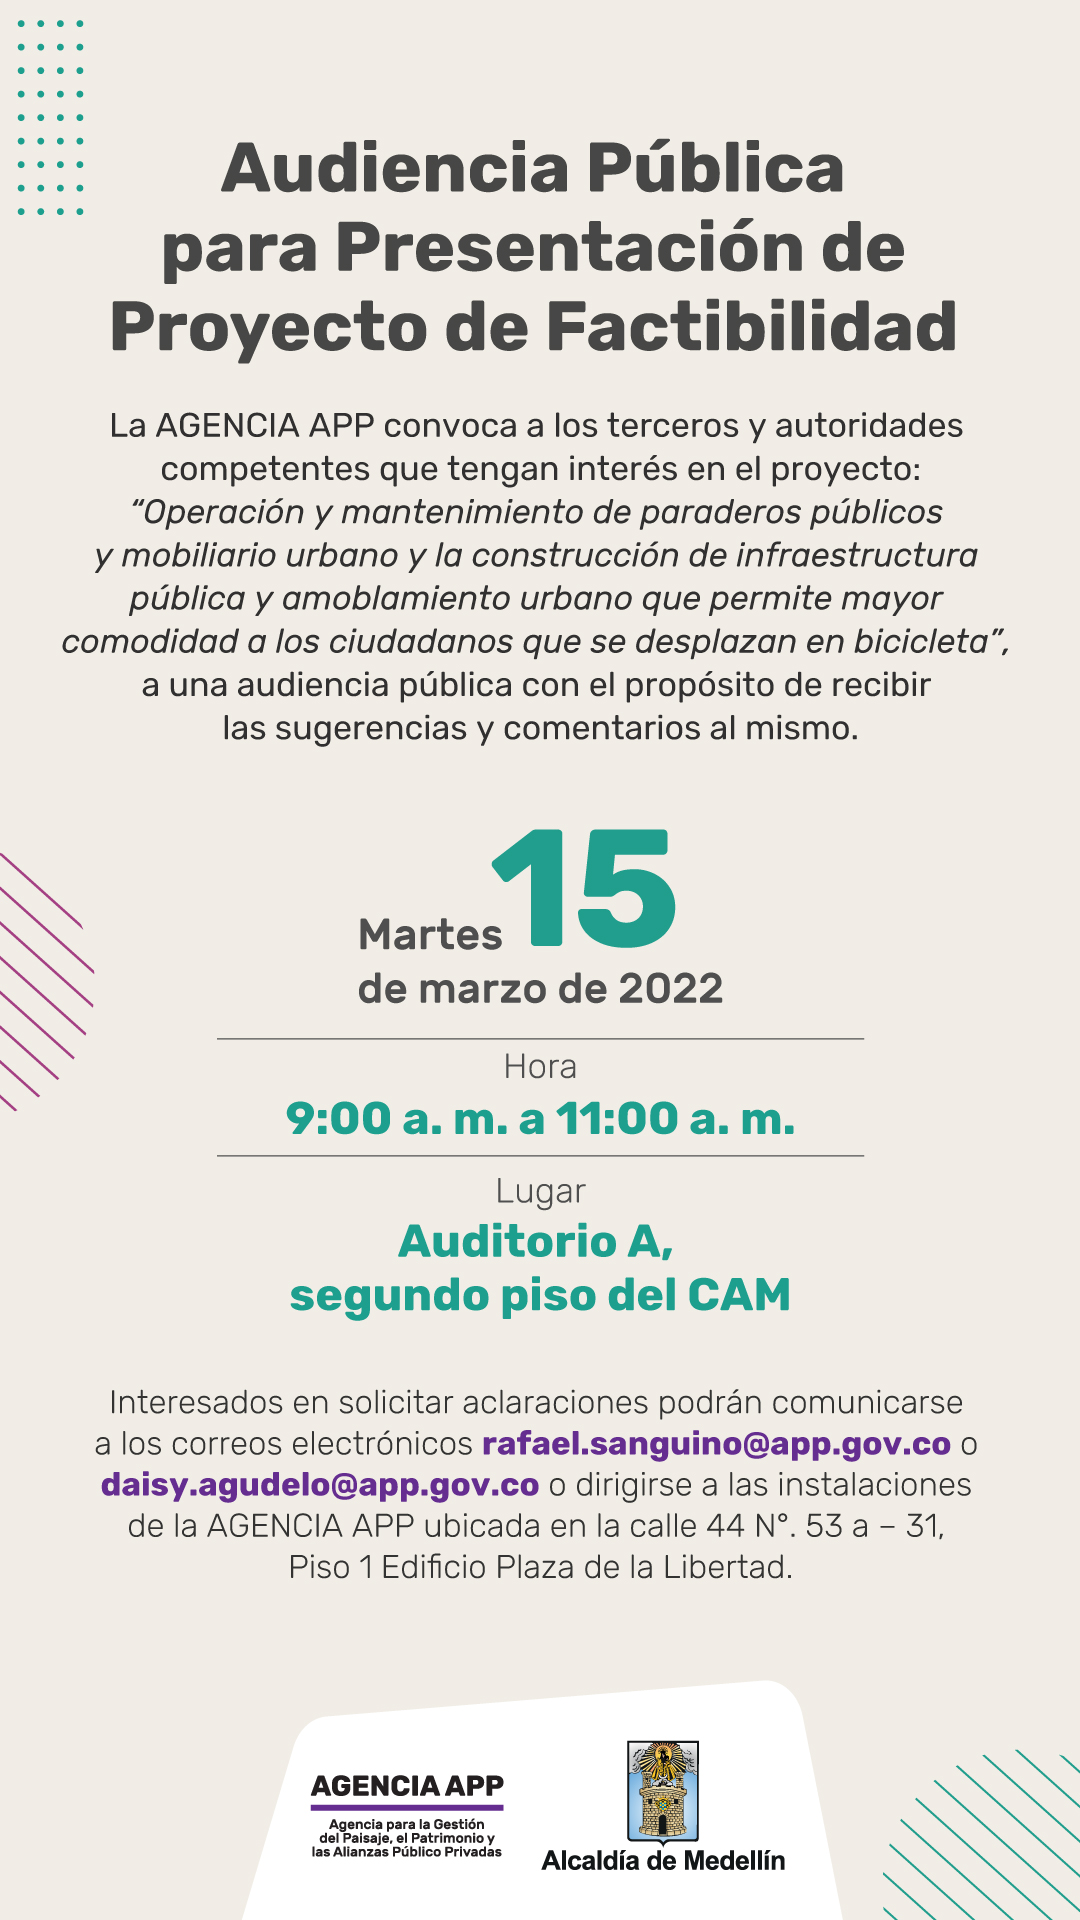 Audiencia Pública
para Presentación de
Proyecto de Factibilidad
La AGENCIA APP convoca a los terceros y autoridades
competentes que tengan interés en el proyecto:
“Operación y mantenimiento de paraderos públicos
y mobiliario urbano y la construcción de infraestructura
pública y amoblamiento urbano que permite mayor
comodidad a los ciudadanos que se desplazan en bicicleta”,
a una audiencia pública con el propósito de recibir
las sugerencias y comentarios al mismo.
Martes 15
de marzo de 2022
Hora
9:00 a. m. a 11:00 a. m.
Lugar
Auditorio A,
segundo piso del CAM
Interesados en solicitar aclaraciones podrán comunicarse
a los correos electrónicos rafael.sanguino@app.gov.co o
daisy.agudelo@app.gov.co o dirigirse a las instalaciones
de la AGENCIA APP ubicada en la calle 44 N°. 53 a – 31,
Piso 1 Edificio Plaza de la Libertad.
AGENCIA APP
Agencia para la Gestión
del Paisaje, el Patrimonio y
las Alianzas Público Privadas
Alcaldía de Medellín